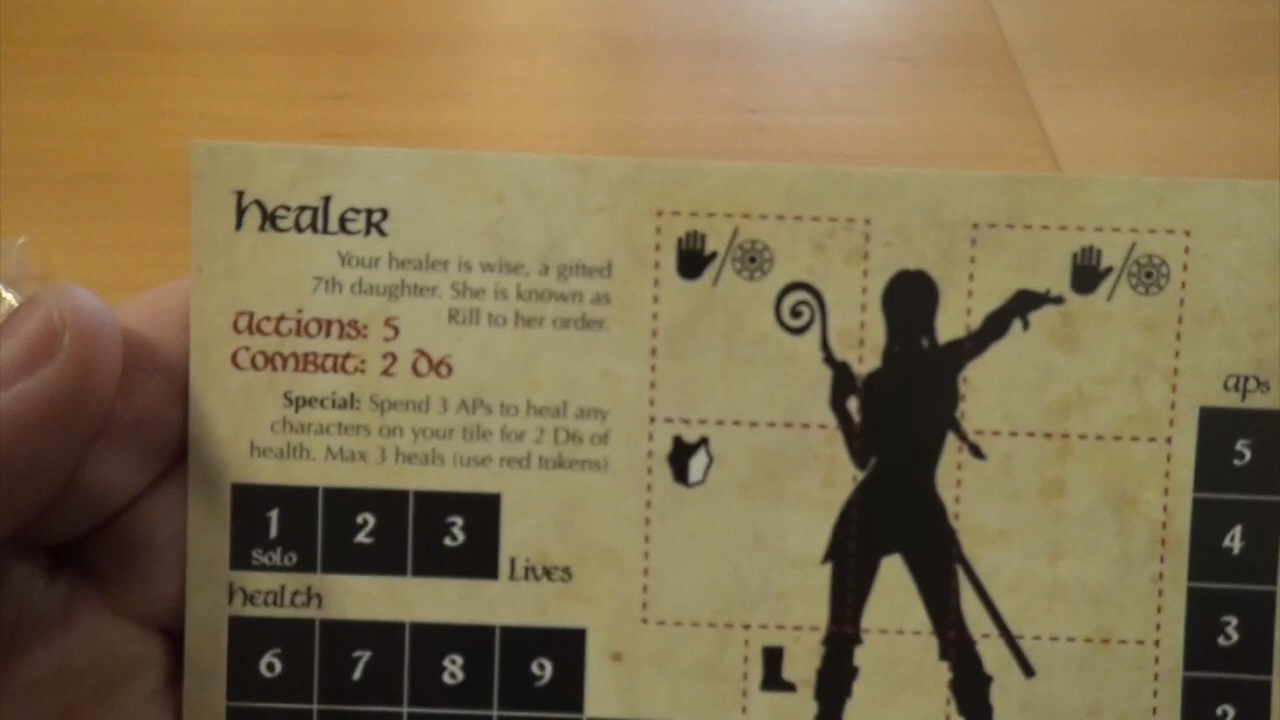 Healer
Your healer is wise, a gifted
7th daughter. She is known as
Rill to her order.
Actions: 5
Combat: 2 D6
Special: Spend 3 APs to heal any
characters on your tile for 2 D6 of
health. Max 3 heals (use red tokens)
1 2 3
Solo
Lives
Health
6 7 8 9
APs
5
4
3
2